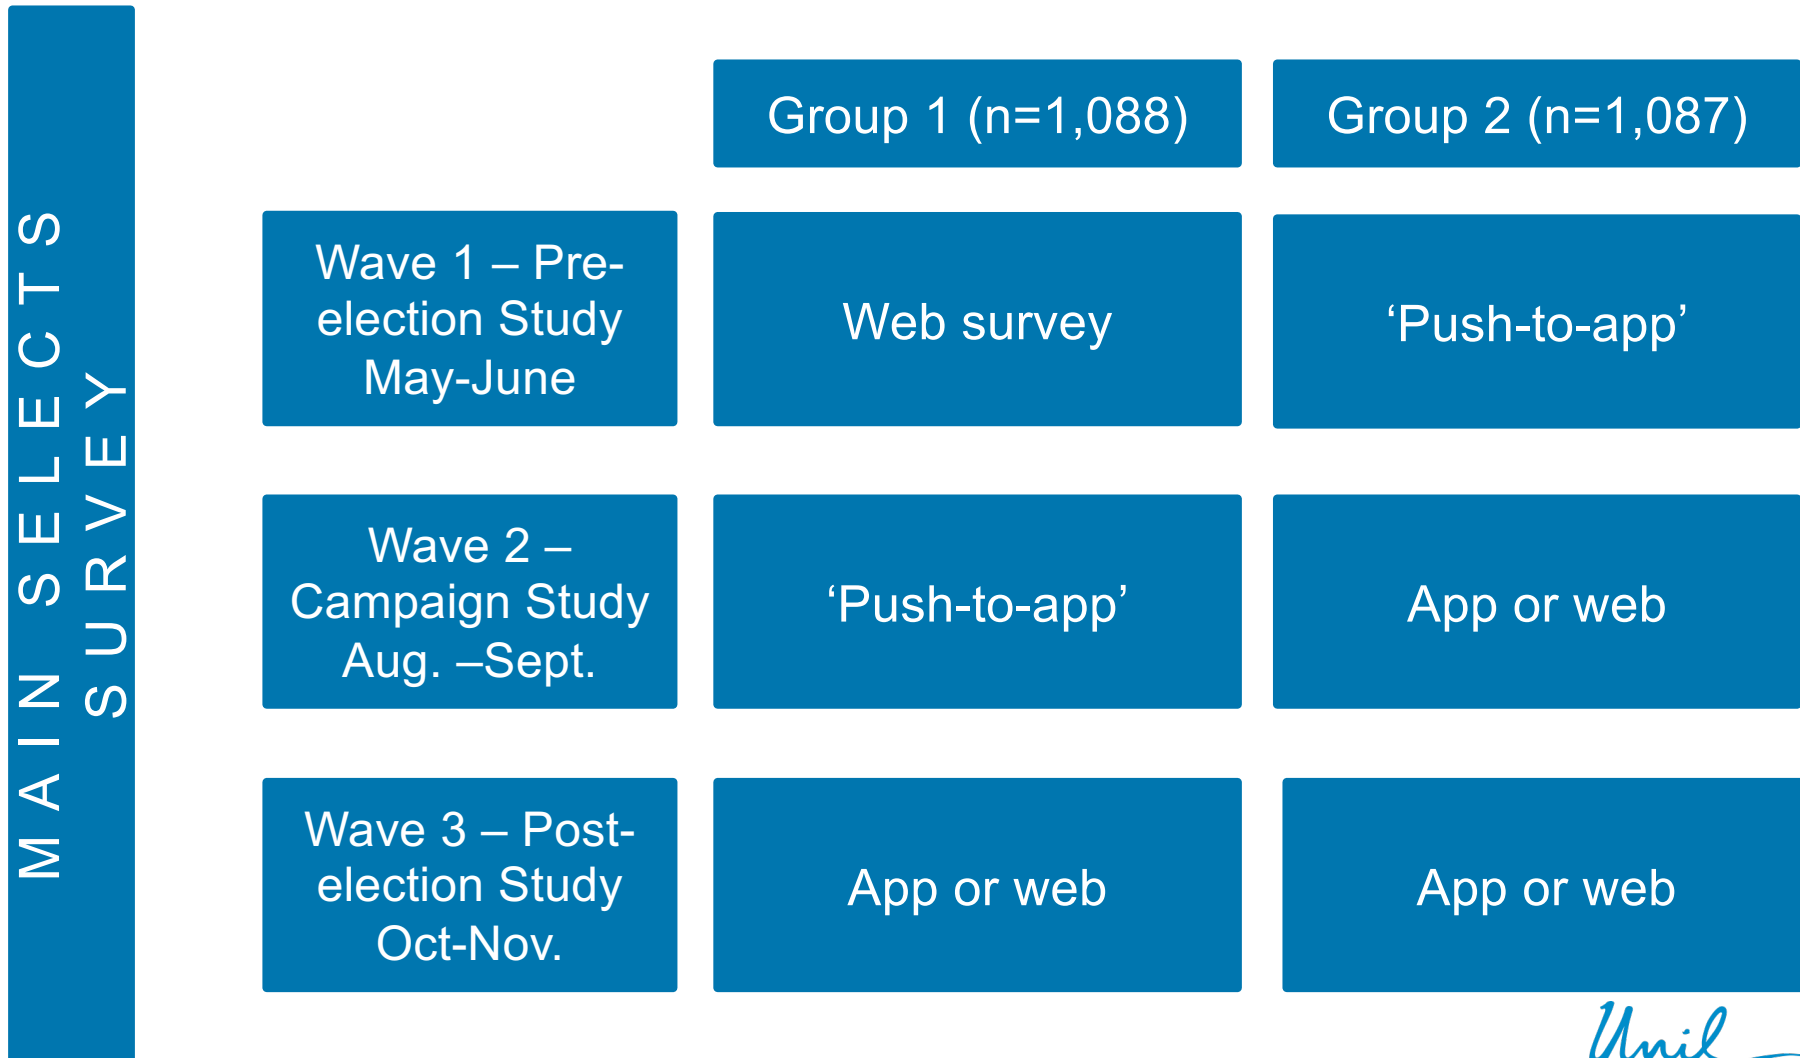 MAIN SELECTS
SURVEY
Group 1 (n=1,088)
Group 2 (n=1,087)
Wave 1 – Pre-
election Study
May-June
Web survey
‘Push-to-app’
Wave 2 –
Campaign Study
Aug. –Sept.
‘Push-to-app’
App or web
Wave 3 – Post-
election Study
Oct-Nov.
App or web
App or web
Unil